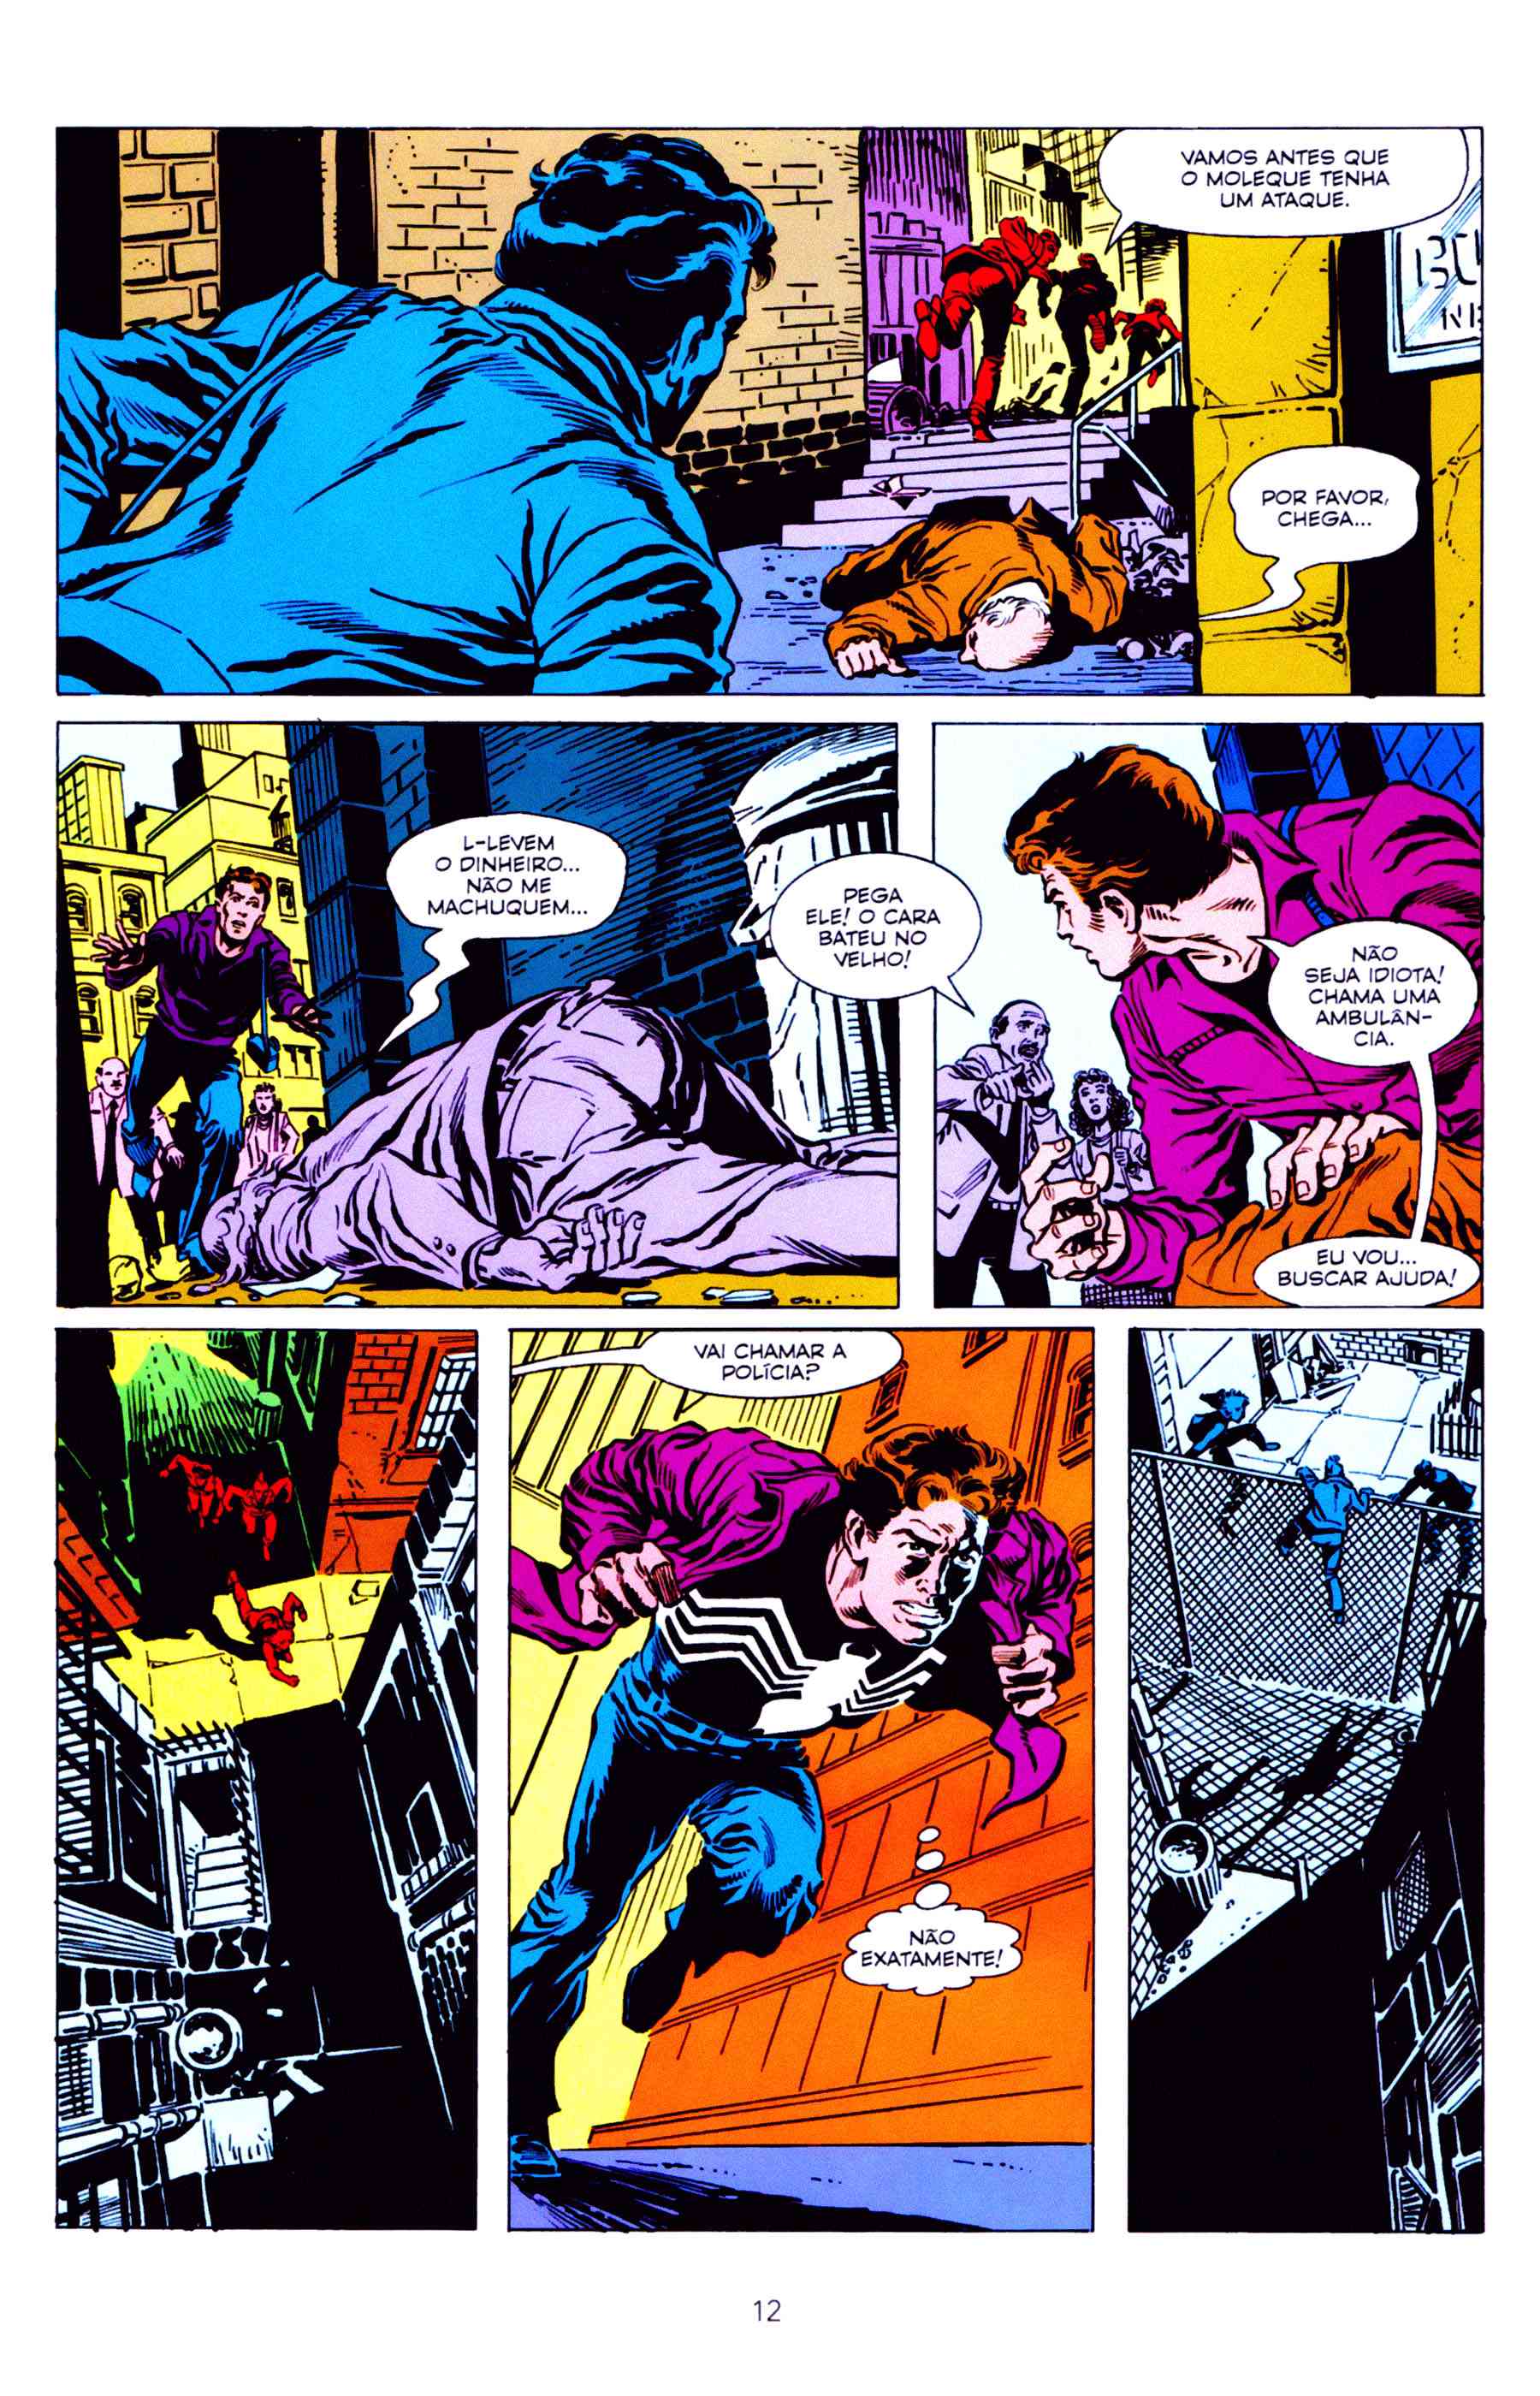 VAMOS ANTES QUE
O MOLEQUE TENHA
UM ATAQUE.
POR FAVOR,
CHEGA...
L-LEVEM
O DINHEIRO...
NÃO ME
MACHUQUEM...
PEGA
ELE! O CARA
BATEU NO
VELHO!
NÃO
SEJA IDIOTA!
CHAMA UMA
AMBULÂN-
CIA.
EU VOU...
BUSCAR AJUDA!
VAI CHAMAR A
POLÍCIA?
NÃO
EXATAMENTE!
12